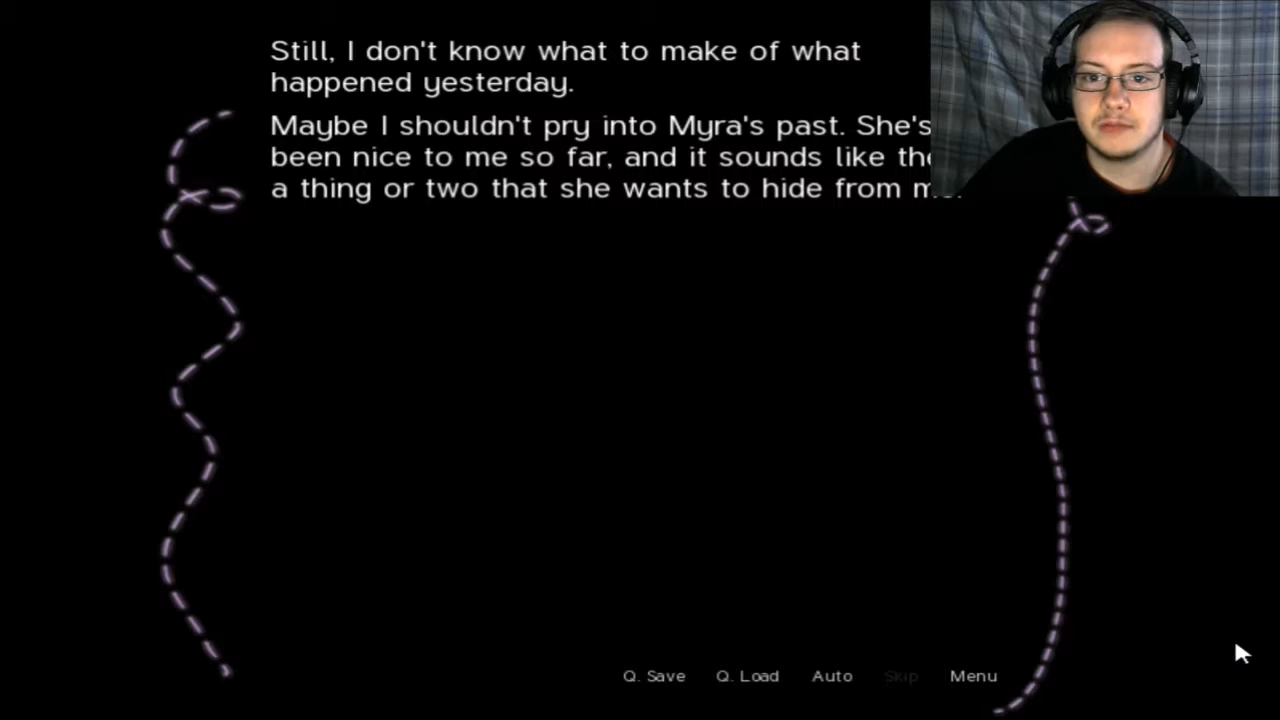 Still, I don't know what to make of what
happened yesterday.
Maybe I shouldn't pry into Myra's past. She's
been nice to me so far, and it sounds like
a thing or two that she wants to hide from
Q. Save Q. Load Auto Skip Menu